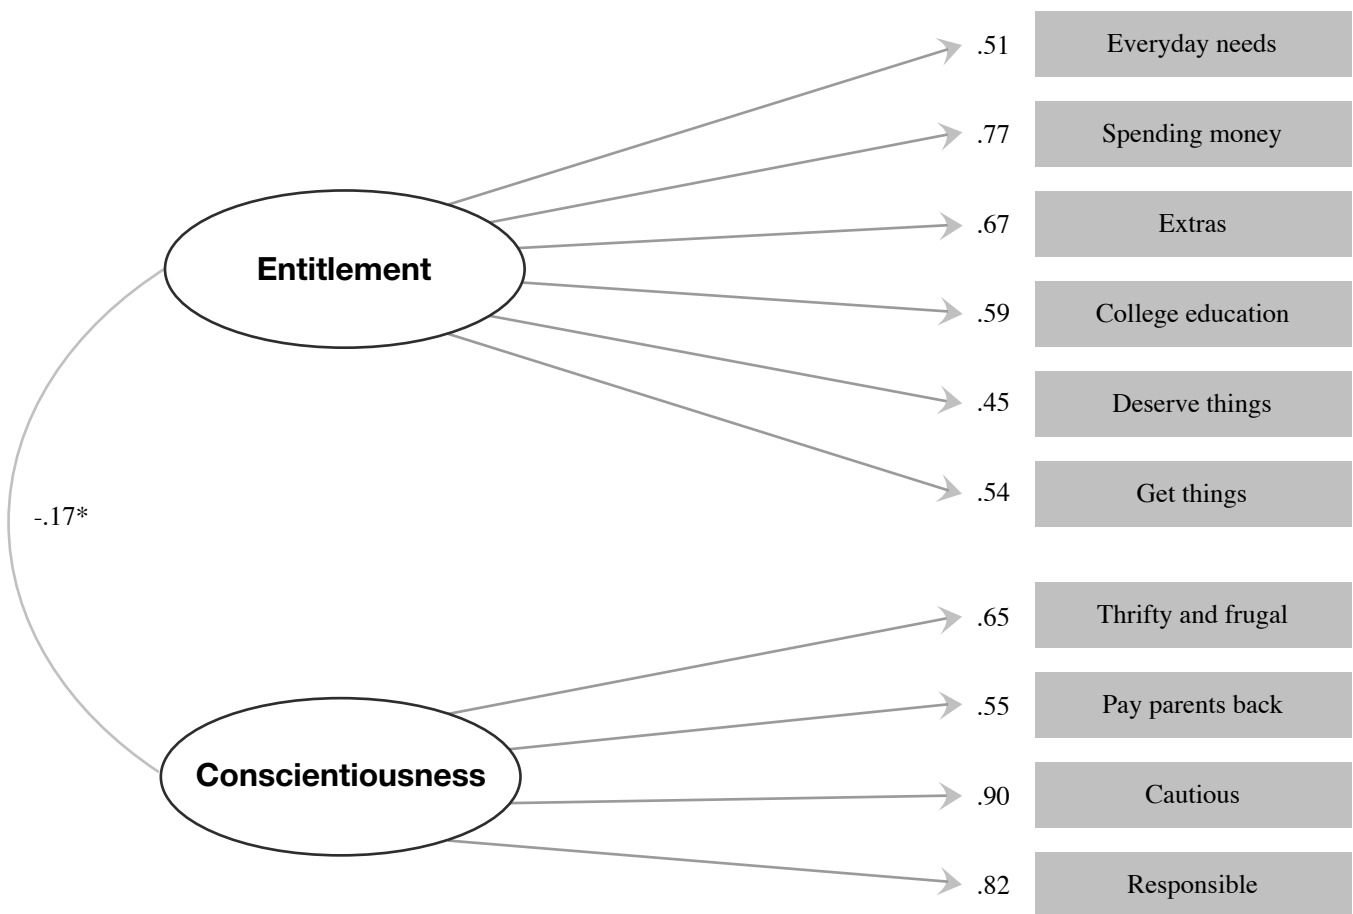 .51 Everyday needs
.77 Spending money
.67 Extras
Entitlement
.59 College education
.45 Deserve things
.54 Get things
-.17*
.65 Thrifty and frugal
.55 Pay parents back
Conscientiousness
.90 Cautious
.82 Responsible